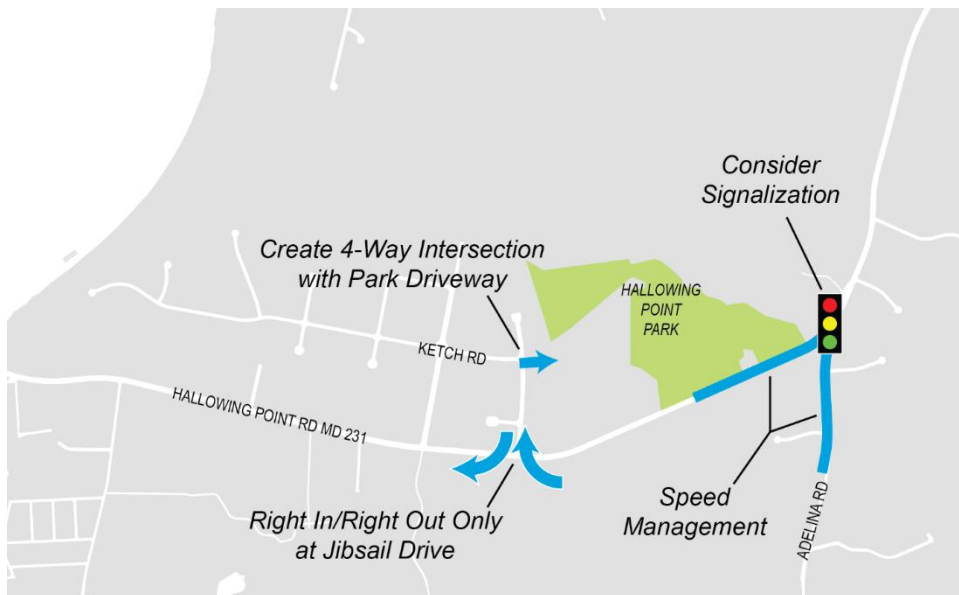 Consider
Signalization
Create 4-Way Intersection
with Park Driveway
HALLOWING
POINT
PARK
KETCH RD
HALLOWING POINT RD MD 231
Right In/Right Out Only
at Jibsail Drive
Speed
Management
ADELINA RD